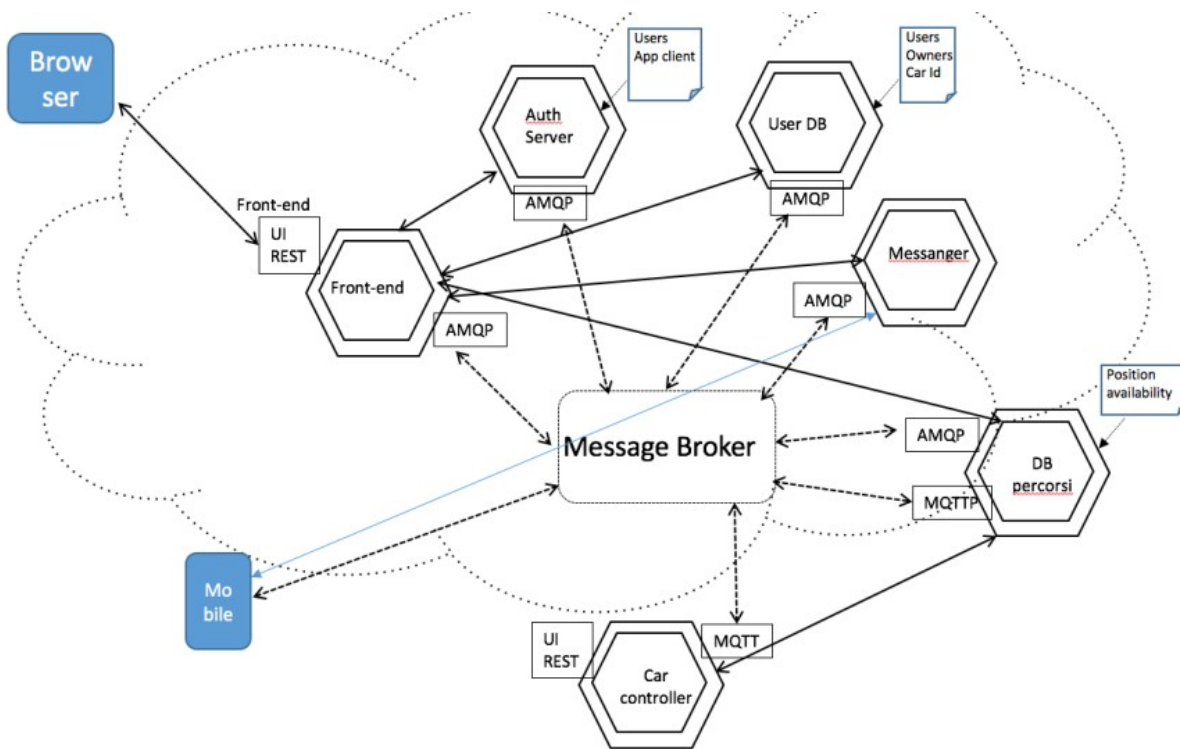 Brow
ser
Users
App client
Users
Owners
Car Id
Auth
Server
User DB
AMQP
AMQP
Front-end
UI
REST
Front-end
Messanger
AMQP
AMQP
Position
availability
Message Broker
AMQP
DB
percorsi
MQTTP
Mo
bile
UI
REST
MQTT
Car
controller